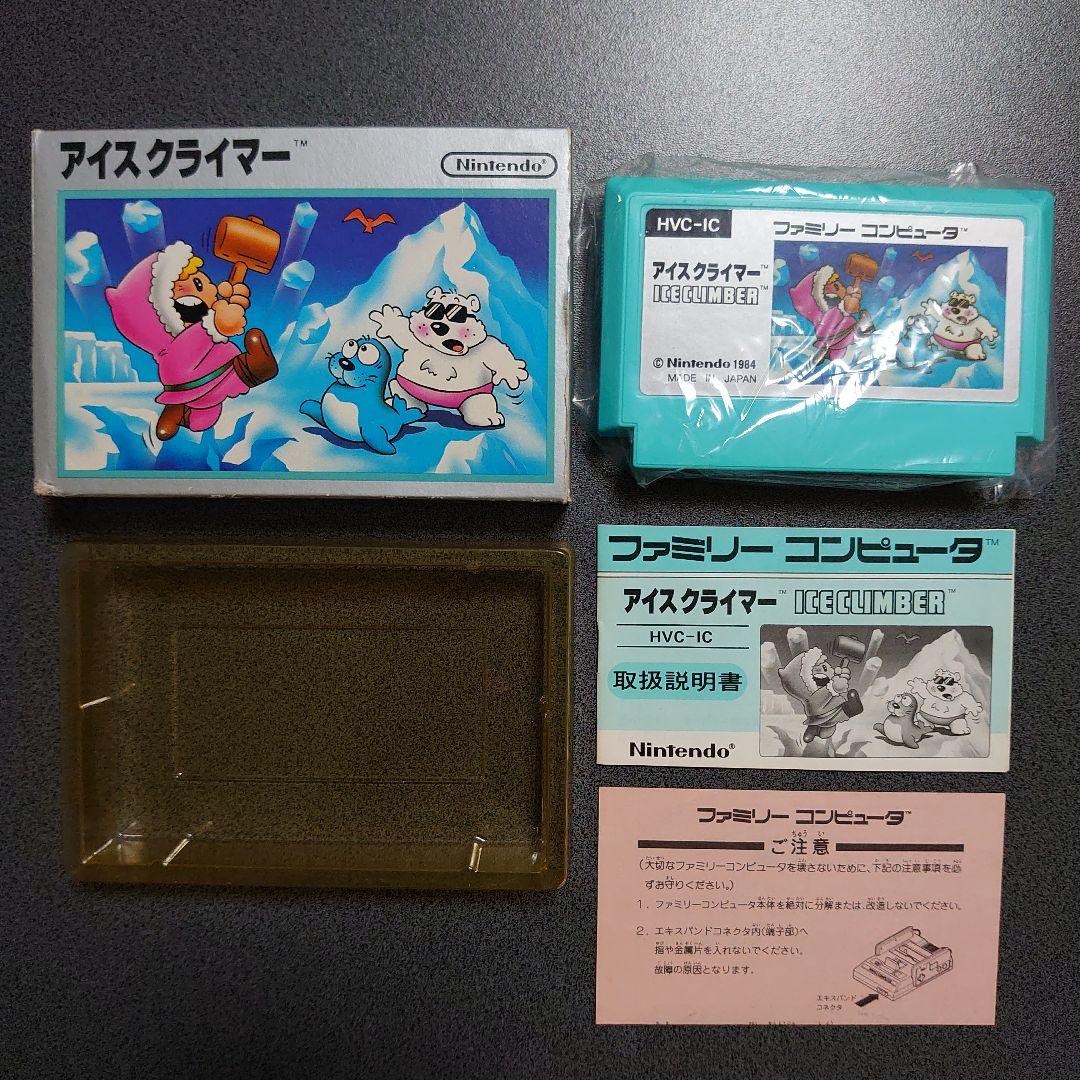 アイスクライマー™
Nintendo®
HVC-IC
ファミリー コンピュータ™
アイスクライマー™
ICE CLIMBER™
© Nintendo 1984
MADE IN JAPAN
ファミリー コンピュータ™
アイスクライマー™ ICE CLIMBER™
HVC-IC
取扱説明書
Nintendo®
ファミリー コンピュータ™
ちゅう い
ご注意
(大切なファミリーコンピュータを壊さないために、下記の注意事項を必
ずお守りください。)
1. ファミリーコンピュータ本体を絶対に分解または、改造しないでください。
2. エキスパンドコネクタ内(端子部)へ
指や金属片を入れないでください。
故障の原因となります。
エキスパンド
コネクタ